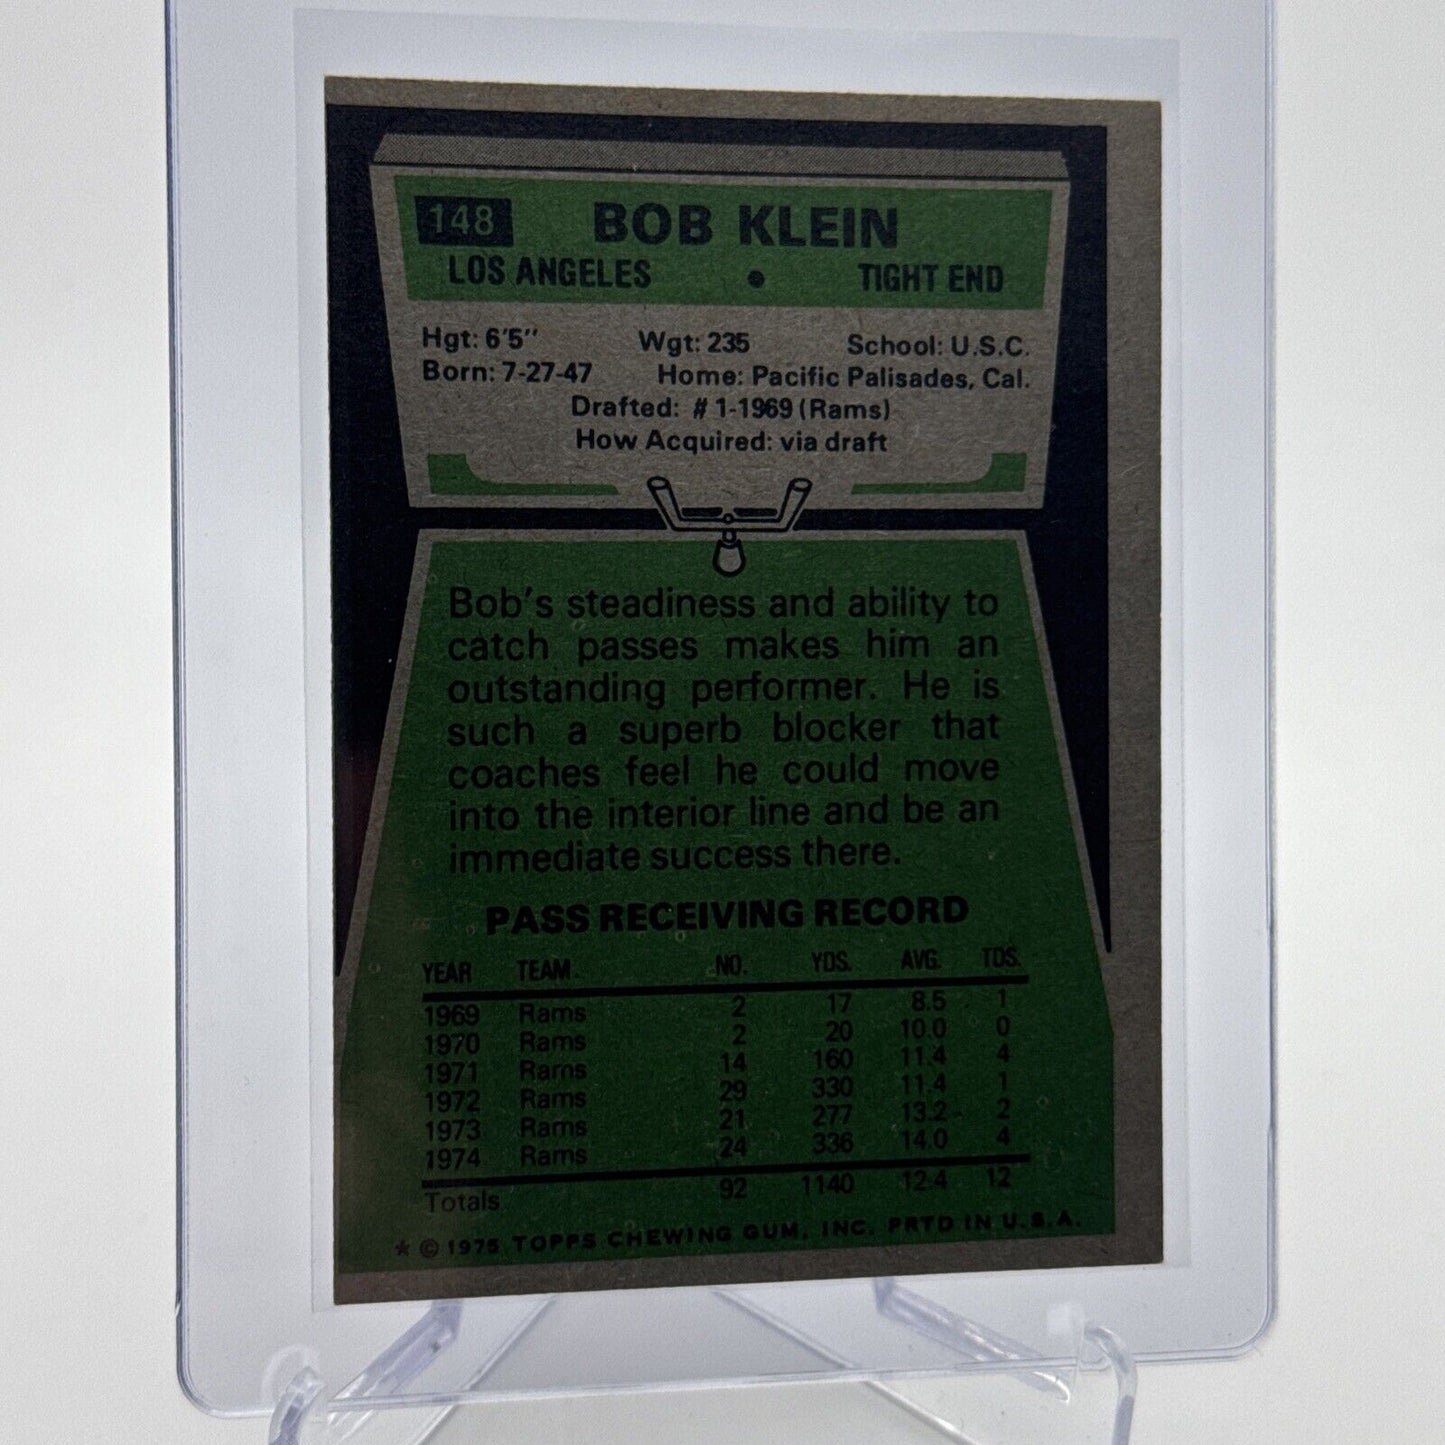 148 BOB KLEIN
LOS ANGELES • TIGHT END
Hgt: 6'5" Wgt: 235 School: U.S.C.
Born: 7-27-47 Home: Pacific Palisades, Cal.
Drafted: #1-1969 (Rams)
How Acquired: via draft
Bob's steadiness and ability to
catch passes makes him an
outstanding performer. He is
such a superb blocker that
coaches feel he could move
into the interior line and be an
immediate success there.
PASS RECEIVING RECORD
YEAR TEAM NO. YDS. AVG. TDS.
1969 Rams 2 17 8.5 1
1970 Rams 2 20 10.0 0
1971 Rams 14 160 11.4 4
1972 Rams 29 330 11.4 1
1973 Rams 21 277 13.2 2
1974 Rams 24 336 14.0 4
Totals 92 1140 12.4 12
* © 1975 TOPPS CHEWING GUM, INC. PRTD IN U.S.A.